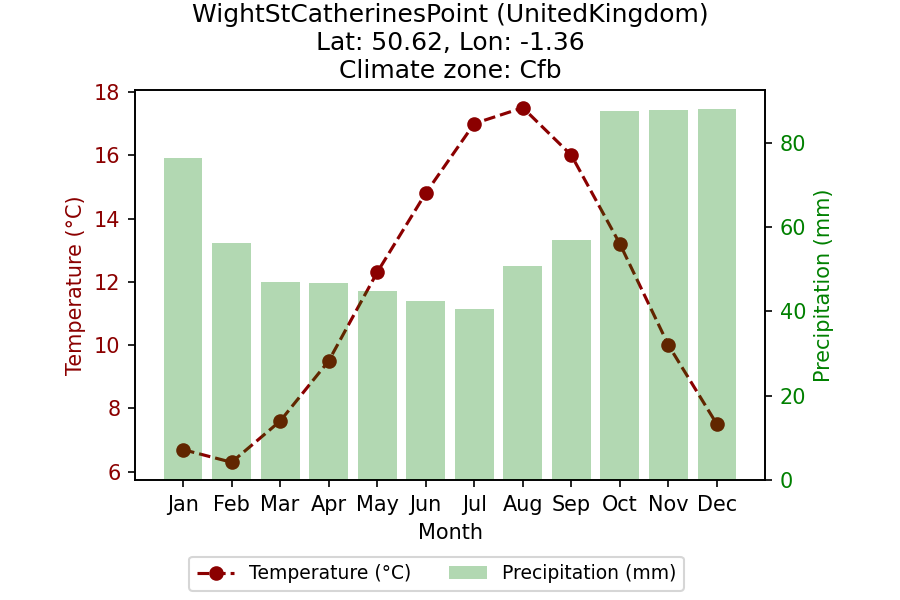 WightStCatherinesPoint (UnitedKingdom)
Lat: 50.62, Lon: -1.36
Climate zone: Cfb
18
16
14
12
10
8
6
Temperature (°C)
80
60
40
20
0
Precipitation (mm)
Jan Feb Mar Apr May Jun Jul Aug Sep Oct Nov Dec
Month
Temperature (°C) Precipitation (mm)